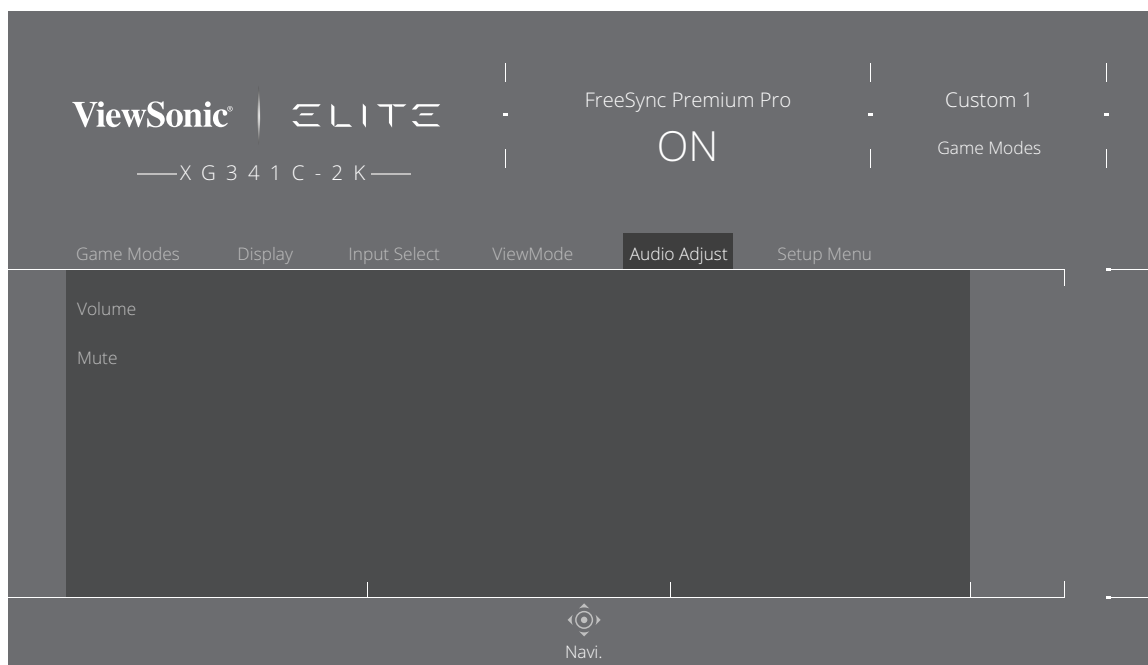 ViewSonic® ELITE
XG341C-2K
FreeSync Premium Pro
ON
Custom 1
Game Modes
Game Modes Display Input Select ViewMode Audio Adjust Setup Menu
Volume
Mute
Navi.